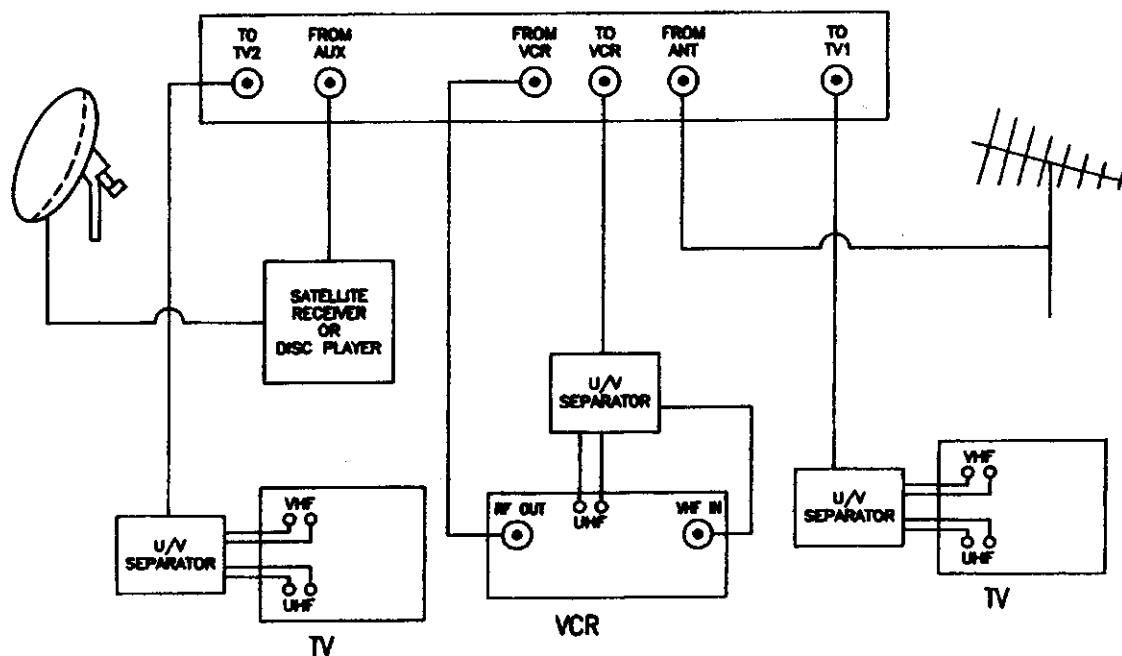 TO
TV2
FROM
AUX
FROM
VCR
TO
VCR
FROM
ANT
TO
TV1
SATELLITE
RECEIVER
OR
DISC PLAYER
U/V
SEPARATOR
U/V
SEPARATOR
VHF
UHF
TV
RF OUT
UHF
VHF IN
VCR
U/V
SEPARATOR
VHF
UHF
TV